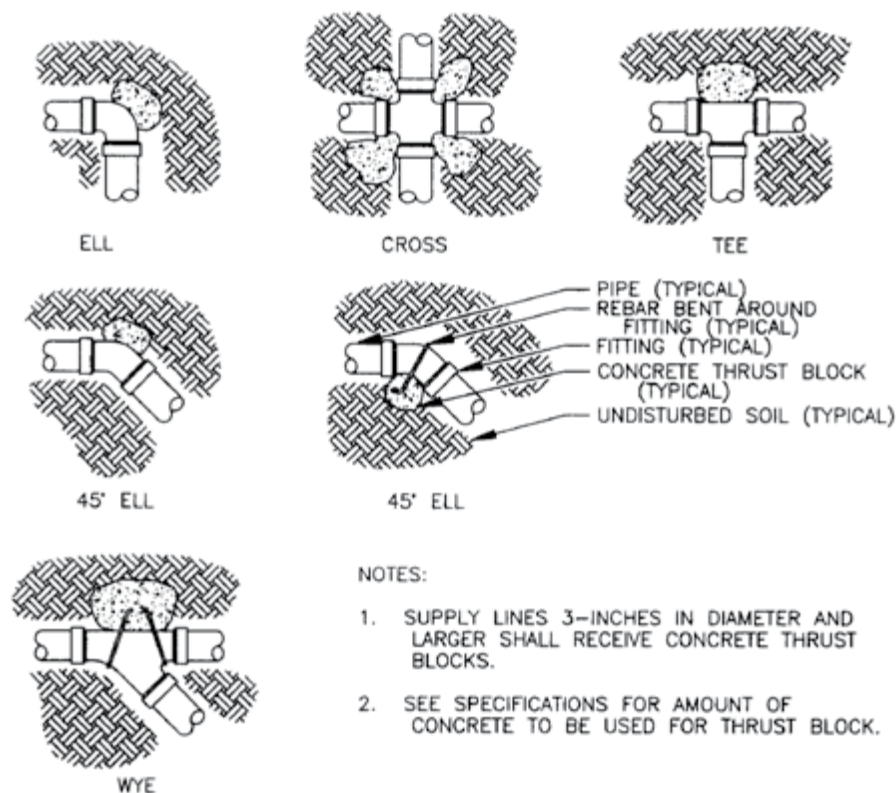 ELL
CROSS
TEE
PIPE (TYPICAL)
REBAR BENT AROUND
FITTING (TYPICAL)
FITTING (TYPICAL)
CONCRETE THRUST BLOCK
(TYPICAL)
UNDISTURBED SOIL (TYPICAL)
45° ELL
45° ELL
WYE
NOTES:
1. SUPPLY LINES 3-INCHES IN DIAMETER AND
LARGER SHALL RECEIVE CONCRETE THRUST
BLOCKS.
2. SEE SPECIFICATIONS FOR AMOUNT OF
CONCRETE TO BE USED FOR THRUST BLOCK.